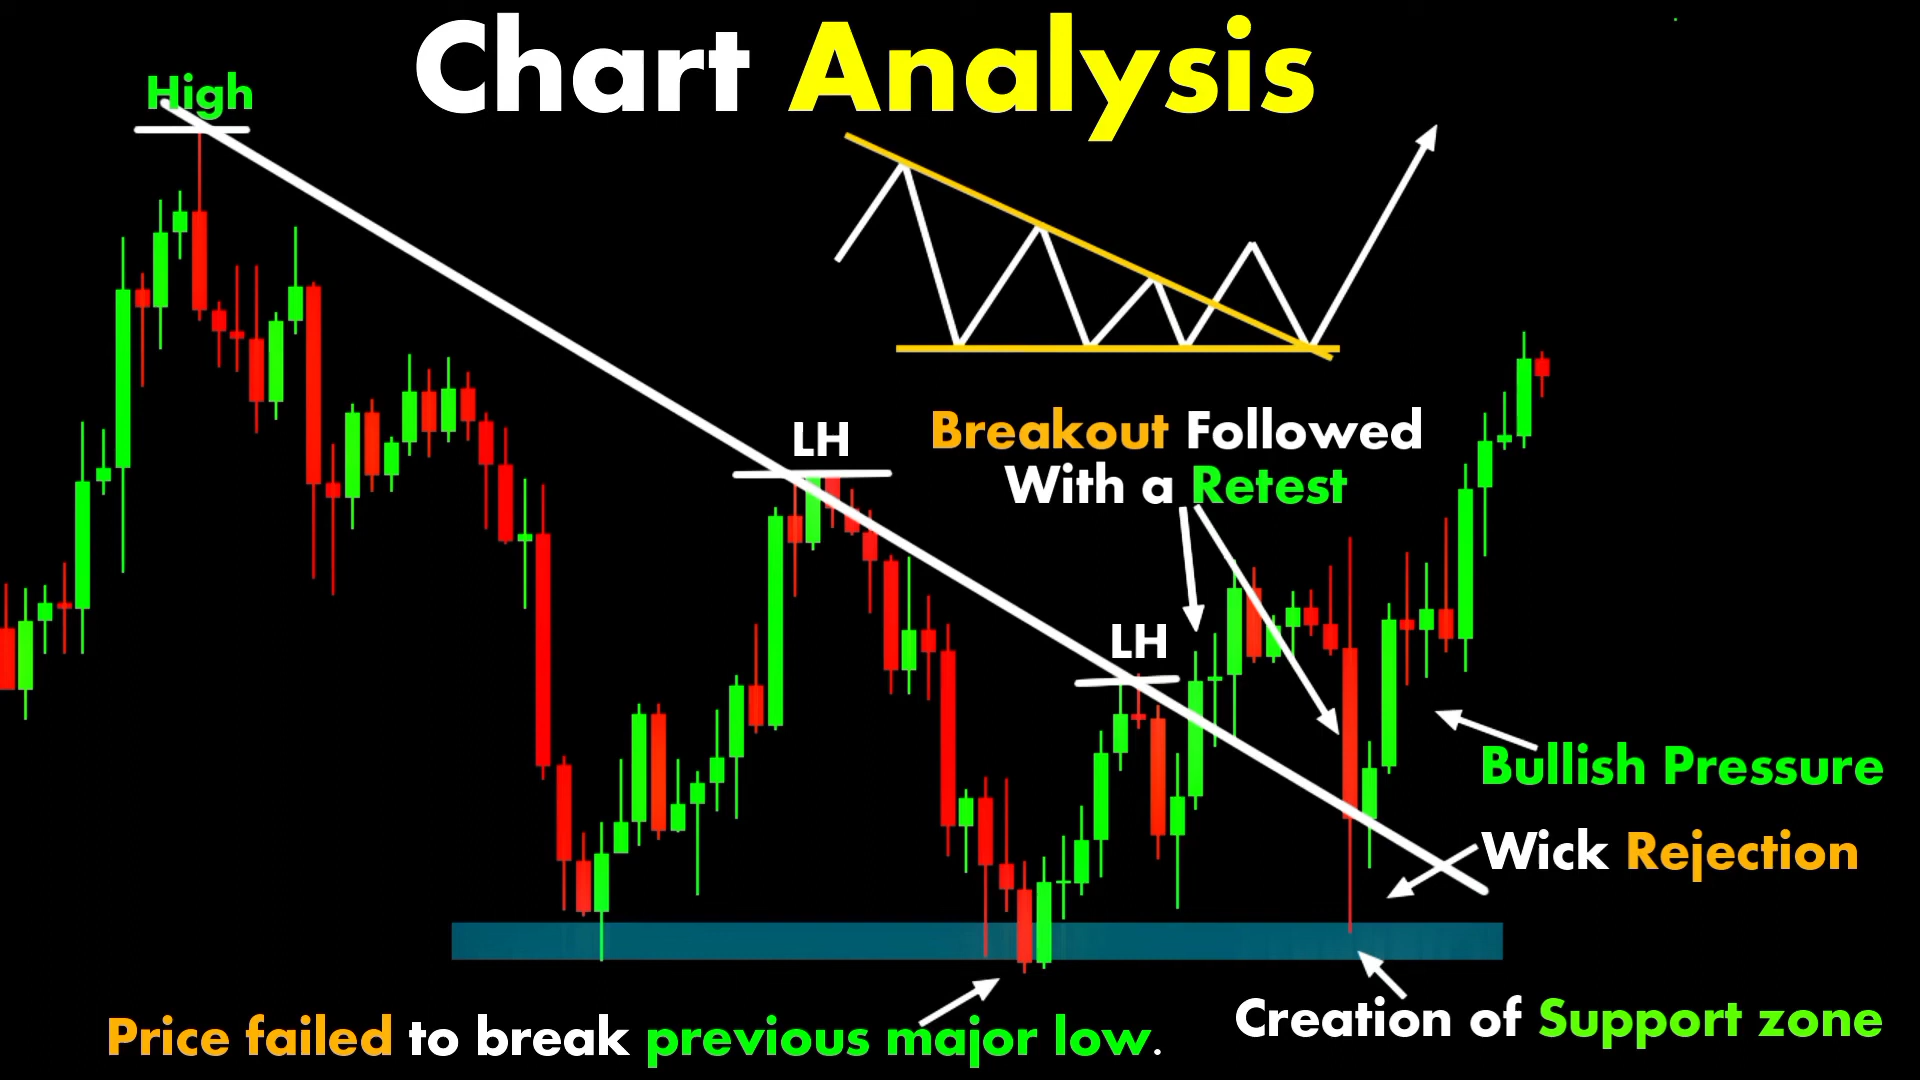 Chart Analysis
High
LH
Breakout Followed
With a Retest
LH
Bullish Pressure
Wick Rejection
Creation of Support zone
Price failed to break previous major low.